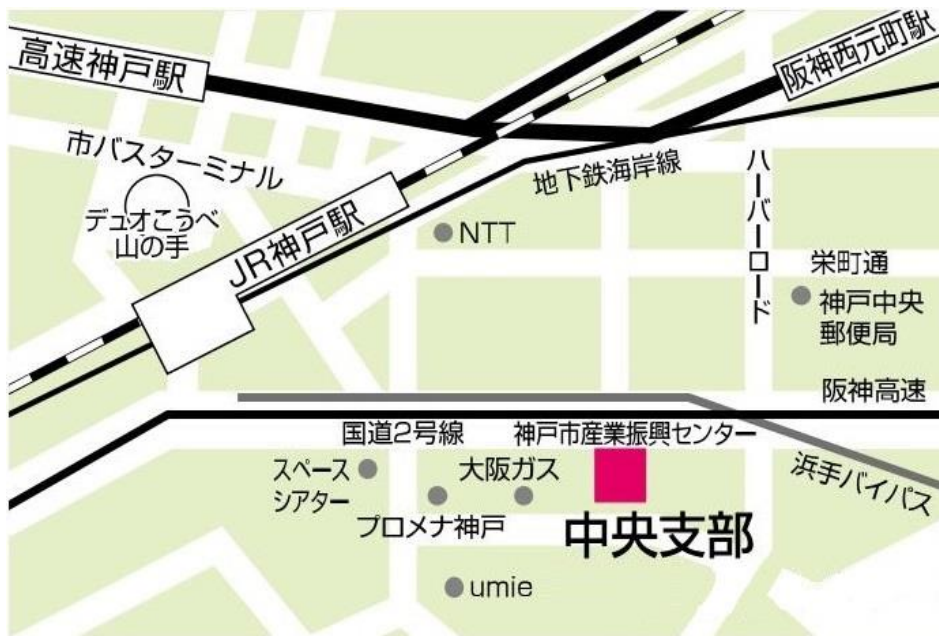 高速神戸駅
阪神西元町駅
市バスターミナル
デュオこうべ
山の手
JR神戸駅
地下鉄海岸線
NTT
ハーバーロード
栄町通
神戸中央
郵便局
阪神高速
国道2号線
神戸市産業振興センター
スペース
シアター
大阪ガス
プロメナ神戸
中央支部
浜手バイパス
umie